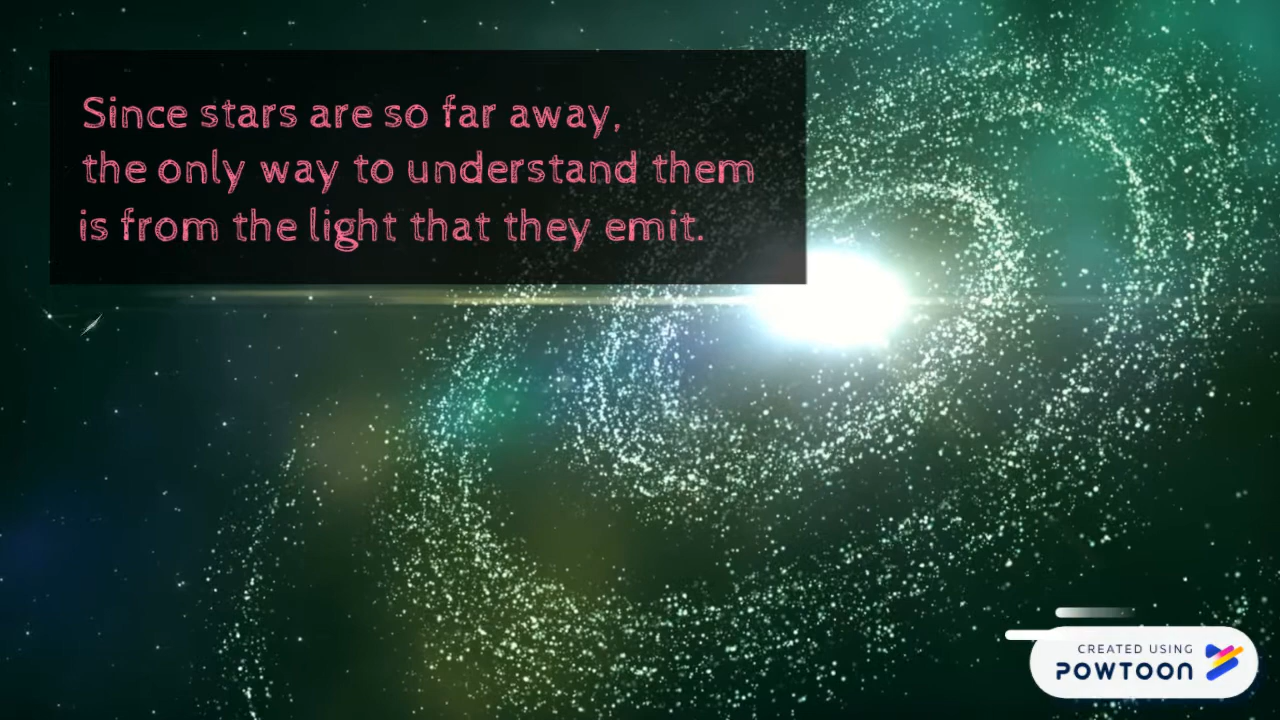 Since stars are so far away,
the only way to understand them
is from the light that they emit.
CREATED USING
POWTOON